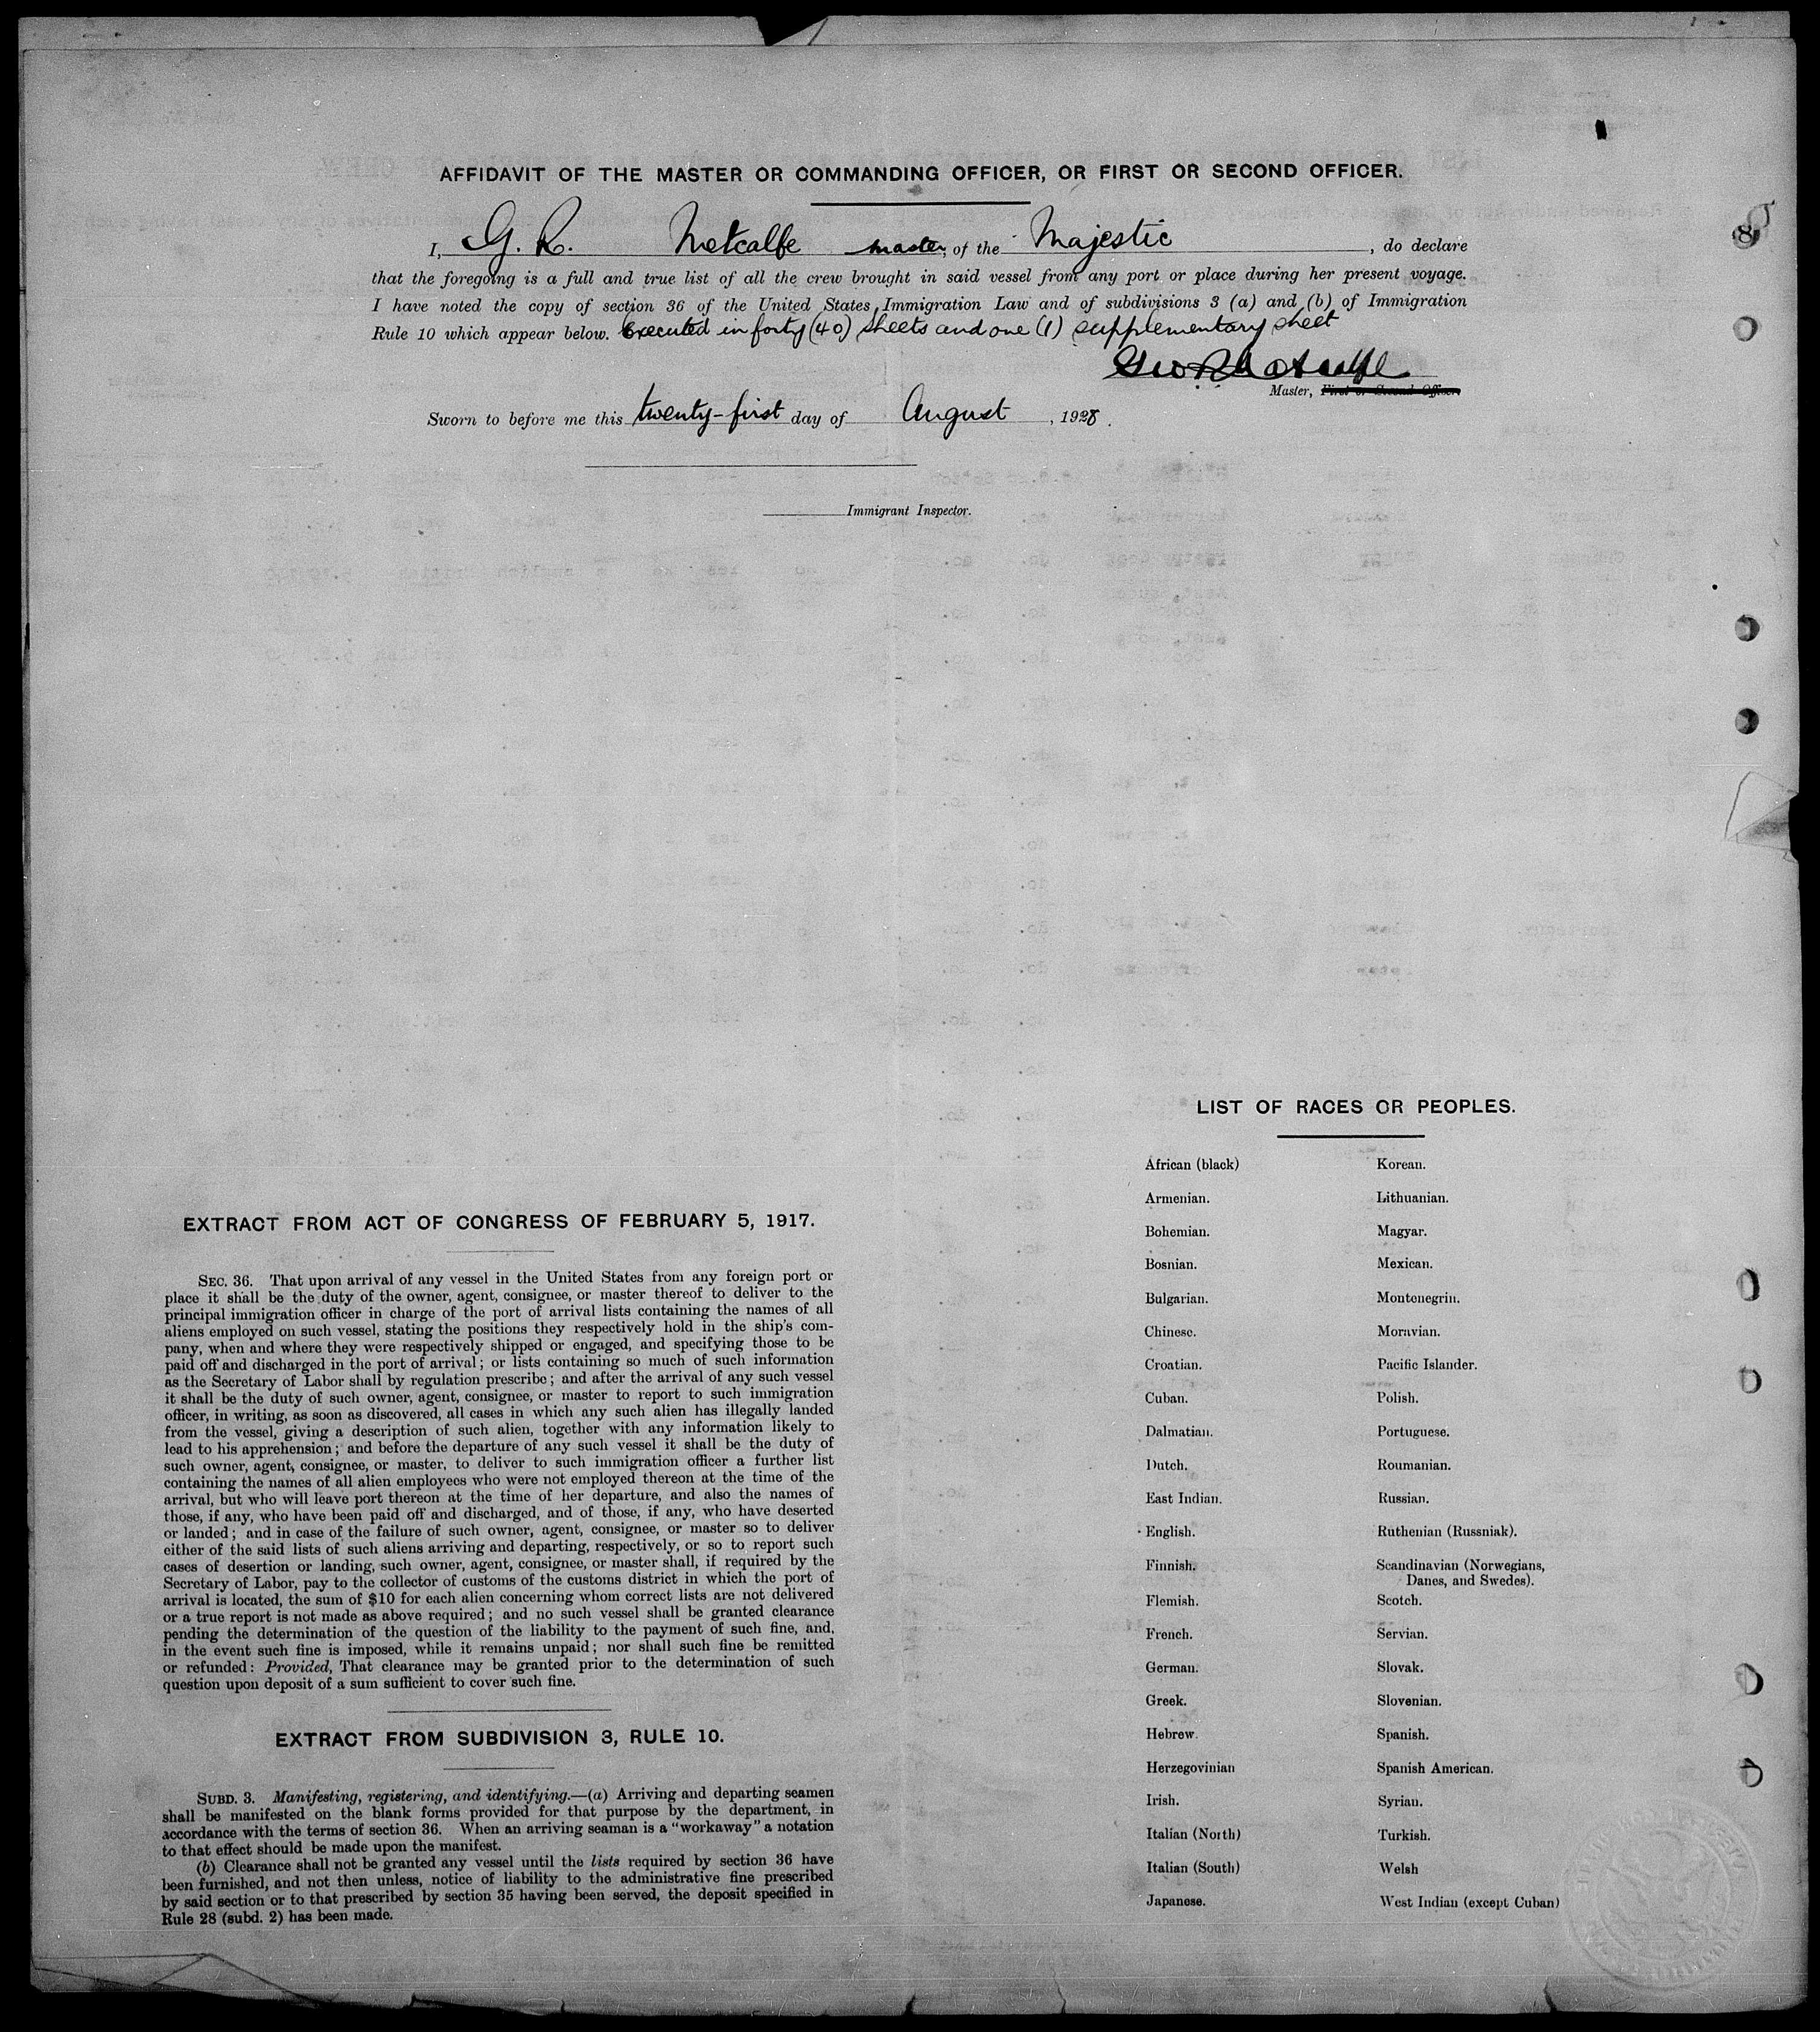 AFFIDAVIT OF THE MASTER OR COMMANDING OFFICER, OR FIRST OR SECOND OFFICER.
I, G. R. Metcalfe master, of the Majestic, do declare
that the foregoing is a full and true list of all the crew brought in said vessel from any port or place during her present voyage.
I have noted the copy of section 36 of the United States Immigration Law and of subdivisions 3 (a) and (b) of Immigration
Rule 10 which appear below. Executed in forty (40) sheets and one (1) supplementary sheet
Geo R Metcalfe
Master, First or Second Officer.
Sworn to before me this twenty-first day of August, 1928.
Immigrant Inspector.
EXTRACT FROM ACT OF CONGRESS OF FEBRUARY 5, 1917.
SEC. 36. That upon arrival of any vessel in the United States from any foreign port or
place it shall be the duty of the owner, agent, consignee, or master thereof to deliver to the
principal immigration officer in charge of the port of arrival lists containing the names of all
aliens employed on such vessel, stating the positions they respectively hold in the ship's com-
pany, when and where they were respectively shipped or engaged, and specifying those to be
paid off and discharged in the port of arrival; or lists containing so much of such information
as the Secretary of Labor shall by regulation prescribe; and after the arrival of any such vessel
it shall be the duty of such owner, agent, consignee, or master to report to such immigration
officer, in writing, as soon as discovered, all cases in which any such alien has illegally landed
from the vessel, giving a description of such alien, together with any information likely to
lead to his apprehension; and before the departure of any such vessel it shall be the duty of
such owner, agent, consignee, or master, to deliver to such immigration officer a further list
containing the names of all alien employees who were not employed thereon at the time of the
arrival, but who will leave port thereon at the time of her departure, and also the names of
those, if any, who have been paid off and discharged, and of those, if any, who have deserted
or landed; and in case of the failure of such owner, agent, consignee, or master so to deliver
either of the said lists of such aliens arriving and departing, respectively, or so to report such
cases of desertion or landing, such owner, agent, consignee, or master shall, if required by the
Secretary of Labor, pay to the collector of customs of the customs district in which the port of
arrival is located, the sum of $10 for each alien concerning whom correct lists are not delivered
or a true report is not made as above required; and no such vessel shall be granted clearance
pending the determination of the question of the liability to the payment of such fine, and,
in the event such fine is imposed, while it remains unpaid; nor shall such fine be remitted
or refunded: Provided, That clearance may be granted prior to the determination of such
question upon deposit of a sum sufficient to cover such fine.
EXTRACT FROM SUBDIVISION 3, RULE 10.
SUBD. 3. Manifesting, registering, and identifying.—(a) Arriving and departing seamen
shall be manifested on the blank forms provided for that purpose by the department, in
accordance with the terms of section 36. When an arriving seaman is a "workaway" a notation
to that effect should be made upon the manifest.
(b) Clearance shall not be granted any vessel until the lists required by section 36 have
been furnished, and not then unless, notice of liability to the administrative fine prescribed
by said section or to that prescribed by section 35 having been served, the deposit specified in
Rule 28 (subd. 2) has been made.
LIST OF RACES OR PEOPLES.
African (black)
Armenian.
Bohemian.
Bosnian.
Bulgarian.
Chinese.
Croatian.
Cuban.
Dalmatian.
Dutch.
East Indian.
English.
Finnish.
Flemish.
French.
German.
Greek.
Hebrew.
Herzegovinian
Irish.
Italian (North)
Italian (South)
Japanese.
Korean.
Lithuanian.
Magyar.
Mexican.
Montenegrin.
Moravian.
Pacific Islander.
Polish.
Portuguese.
Roumanian.
Russian.
Ruthenian (Russniak).
Scandinavian (Norwegians,
Danes, and Swedes).
Scotch.
Servian.
Slovak.
Slovenian.
Spanish.
Spanish American.
Syrian.
Turkish.
Welsh
West Indian (except Cuban)